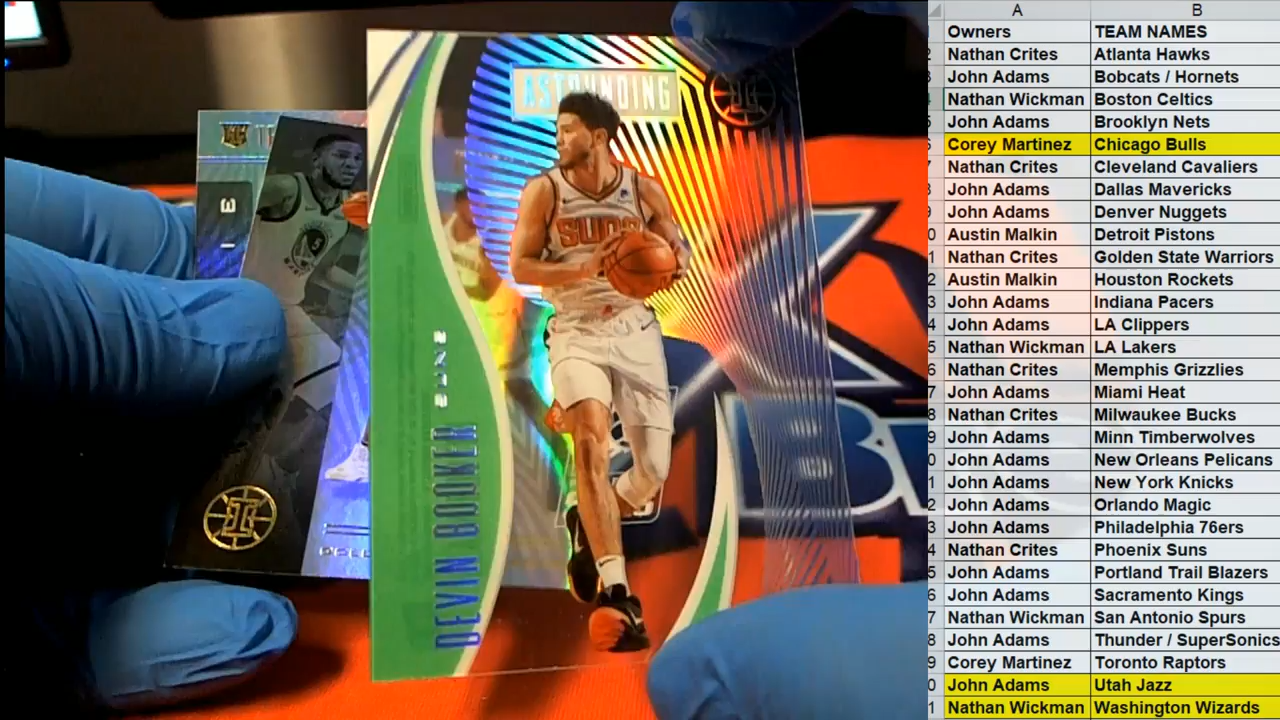 ASTOUNDING
SUNS
DEVIN BOOKER
SUNS
5
A
B
Owners TEAM NAMES
Nathan Crites Atlanta Hawks
John Adams Bobcats / Hornets
Nathan Wickman Boston Celtics
John Adams Brooklyn Nets
Corey Martinez Chicago Bulls
Nathan Crites Cleveland Cavaliers
John Adams Dallas Mavericks
John Adams Denver Nuggets
Austin Malkin Detroit Pistons
Nathan Crites Golden State Warriors
Austin Malkin Houston Rockets
John Adams Indiana Pacers
John Adams LA Clippers
Nathan Wickman LA Lakers
Nathan Crites Memphis Grizzlies
John Adams Miami Heat
Nathan Crites Milwaukee Bucks
John Adams Minn Timberwolves
John Adams New Orleans Pelicans
John Adams New York Knicks
John Adams Orlando Magic
John Adams Philadelphia 76ers
Nathan Crites Phoenix Suns
John Adams Portland Trail Blazers
John Adams Sacramento Kings
Nathan Wickman San Antonio Spurs
John Adams Thunder / SuperSonics
Corey Martinez Toronto Raptors
John Adams Utah Jazz
Nathan Wickman Washington Wizards